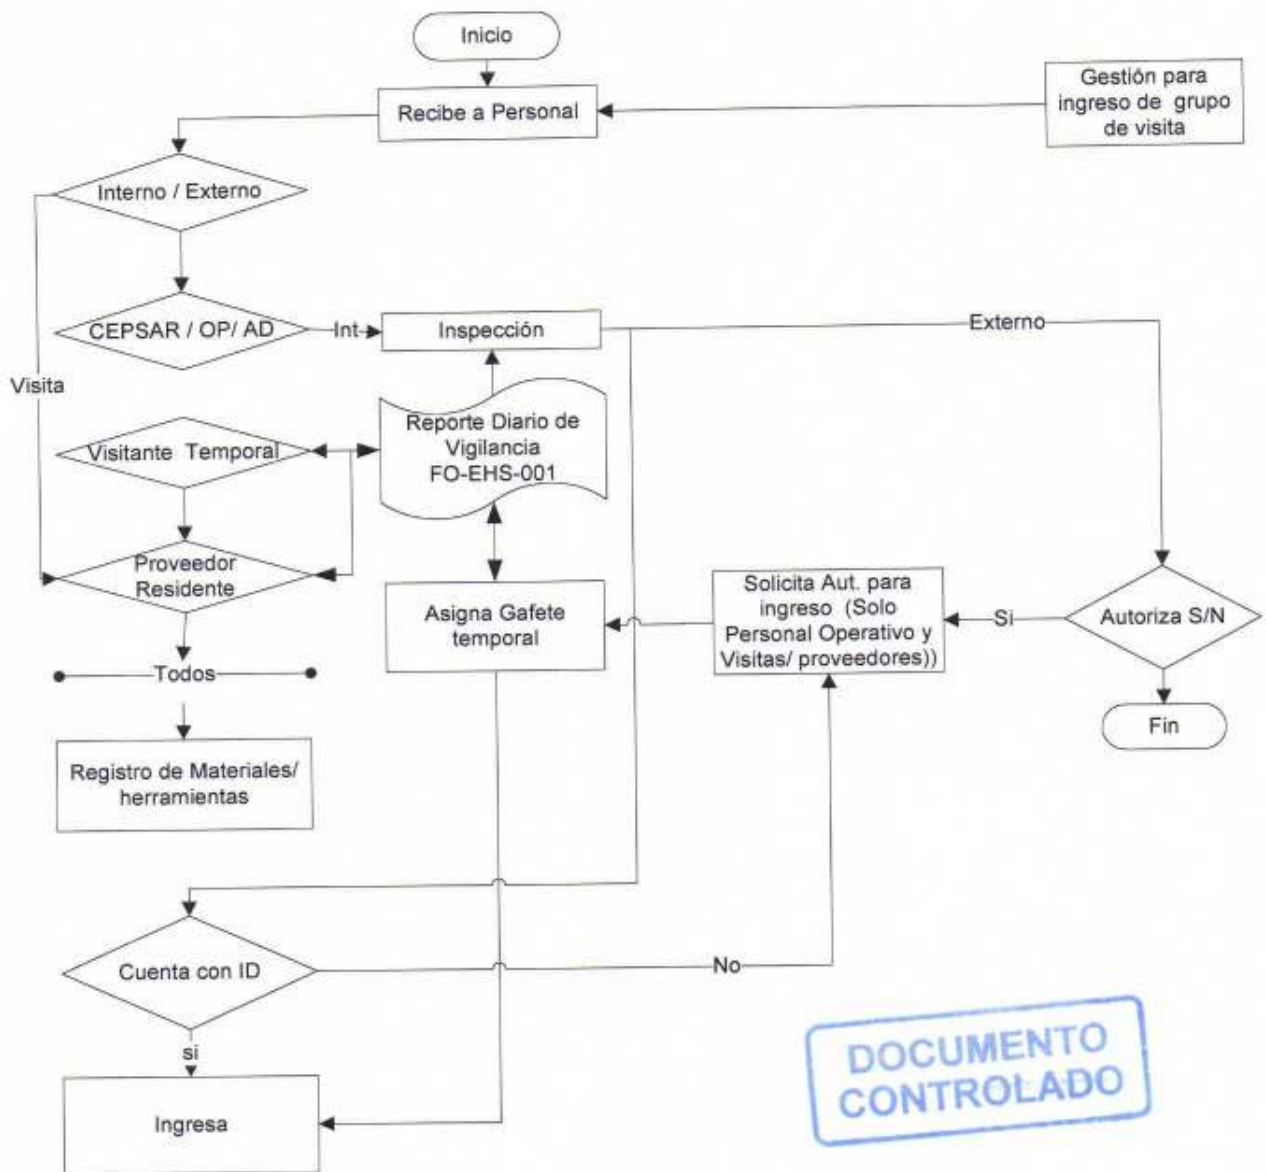 Inicio
Recibe a Personal
Gestión para
ingreso de grupo
de visita
Interno / Externo
CEPSAR / OP/ AD
Int
Inspección
Externo
Visita
Visitante Temporal
Reporte Diario de
Vigilancia
FO-EHS-001
Proveedor
Residente
Asigna Gafete
temporal
Solicita Aut. para
ingreso (Solo
Personal Operativo y
Visitas/ proveedores))
Si
Autoriza S/N
Todos
Fin
Registro de Materiales/
herramientas
Cuenta con ID
No
si
Ingresa
DOCUMENTO
CONTROLADO